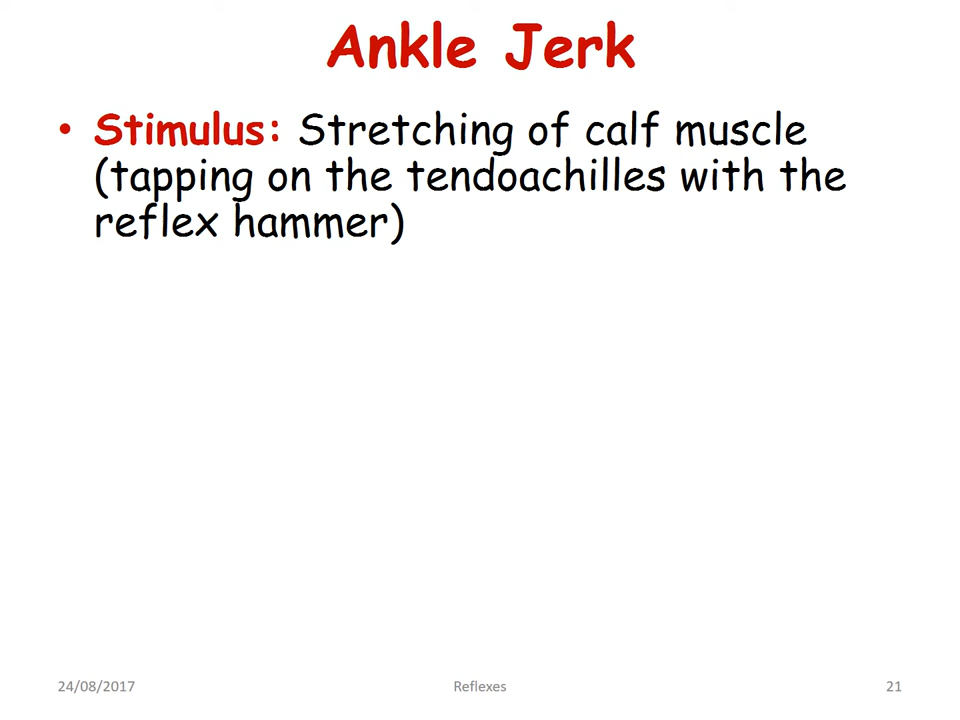 Ankle Jerk
• Stimulus: Stretching of calf muscle
(tapping on the tendoachilles with the
reflex hammer)
24/08/2017 Reflexes 21